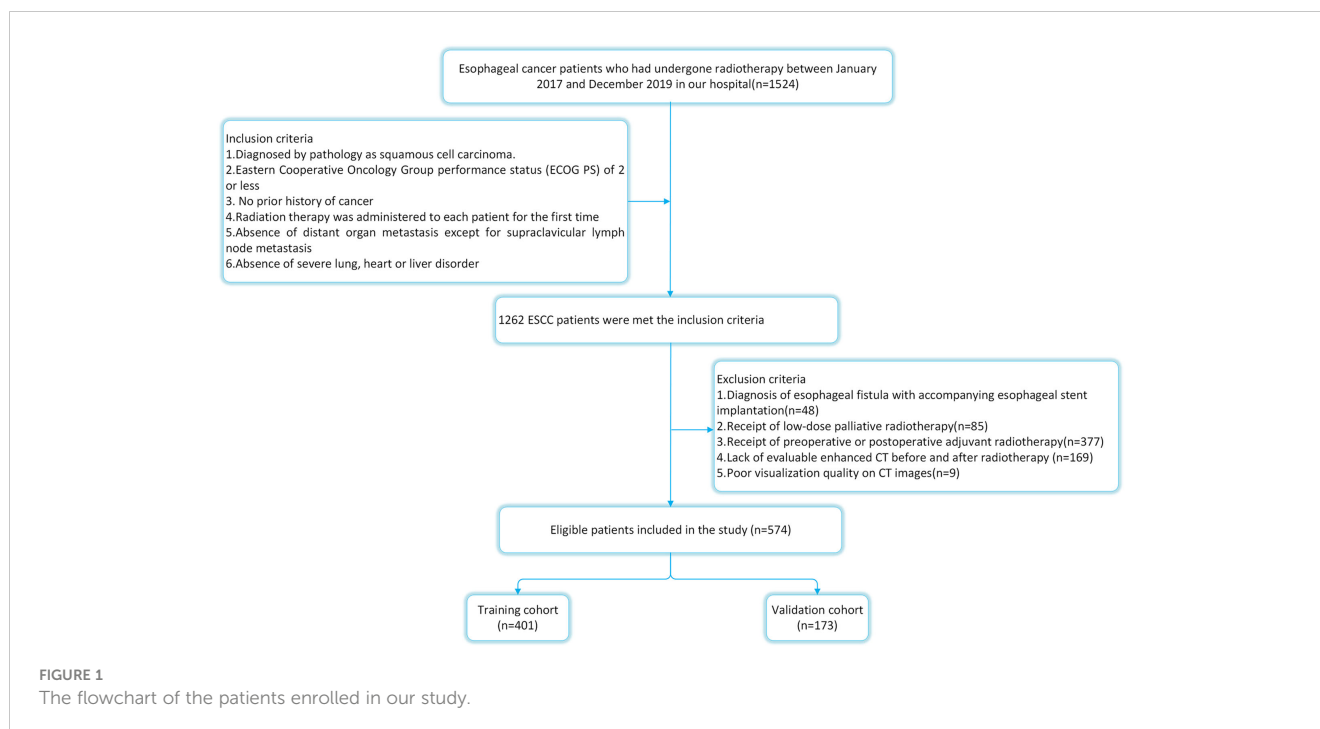 Esophageal cancer patients who had undergone radiotherapy between January
2017 and December 2019 in our hospital(n=1524)
Inclusion criteria
1.Diagnosed by pathology as squamous cell carcinoma.
2.Eastern Cooperative Oncology Group performance status (ECOG PS) of 2
or less
3. No prior history of cancer
4.Radiation therapy was administered to each patient for the first time
5.Absence of distant organ metastasis except for supraclavicular lymph
node metastasis
6.Absence of severe lung, heart or liver disorder
1262 ESCC patients were met the inclusion criteria
Exclusion criteria
1.Diagnosis of esophageal fistula with accompanying esophageal stent
implantation(n=48)
2.Receipt of low-dose palliative radiotherapy(n=85)
3.Receipt of preoperative or postoperative adjuvant radiotherapy(n=377)
4.Lack of evaluable enhanced CT before and after radiotherapy (n=169)
5.Poor visualization quality on CT images(n=9)
Eligible patients included in the study (n=574)
Training cohort
(n=401)
Validation cohort
(n=173)
FIGURE 1
The flowchart of the patients enrolled in our study.